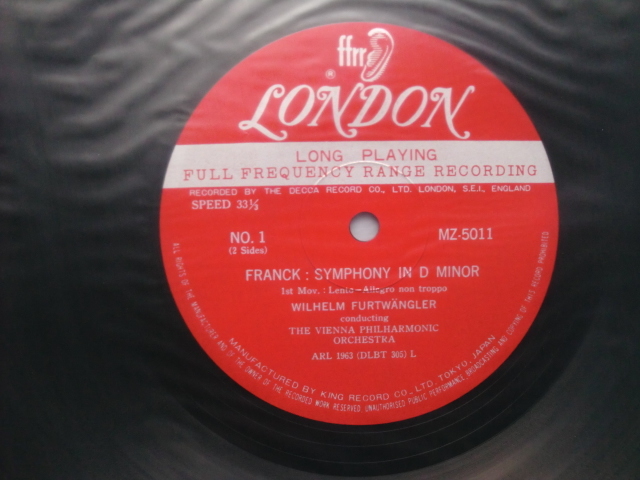 ffrr
®
LONDON
LONG PLAYING
FULL FREQUENCY RANGE RECORDING
RECORDED BY THE DECCA RECORD CO., LTD. LONDON, S.E.I., ENGLAND
SPEED 33⅓
NO. 1
(2 Sides)
MZ-5011
FRANCK : SYMPHONY IN D MINOR
1st Mov. : Lento-Allegro non troppo
WILHELM FURTWÄNGLER
conducting
THE VIENNA PHILHARMONIC
ORCHESTRA
ARL 1963 (DLBT 305) L
MANUFACTURED BY KING RECORD CO., LTD. TOKYO, JAPAN
ALL RIGHTS OF THE MANUFACTURER AND OF THE OWNER OF THE RECORDED WORK RESERVED UNAUTHORISED PUBLIC PERFORMANCE, BROADCASTING AND COPYING OF THIS RECORD PROHIBITED